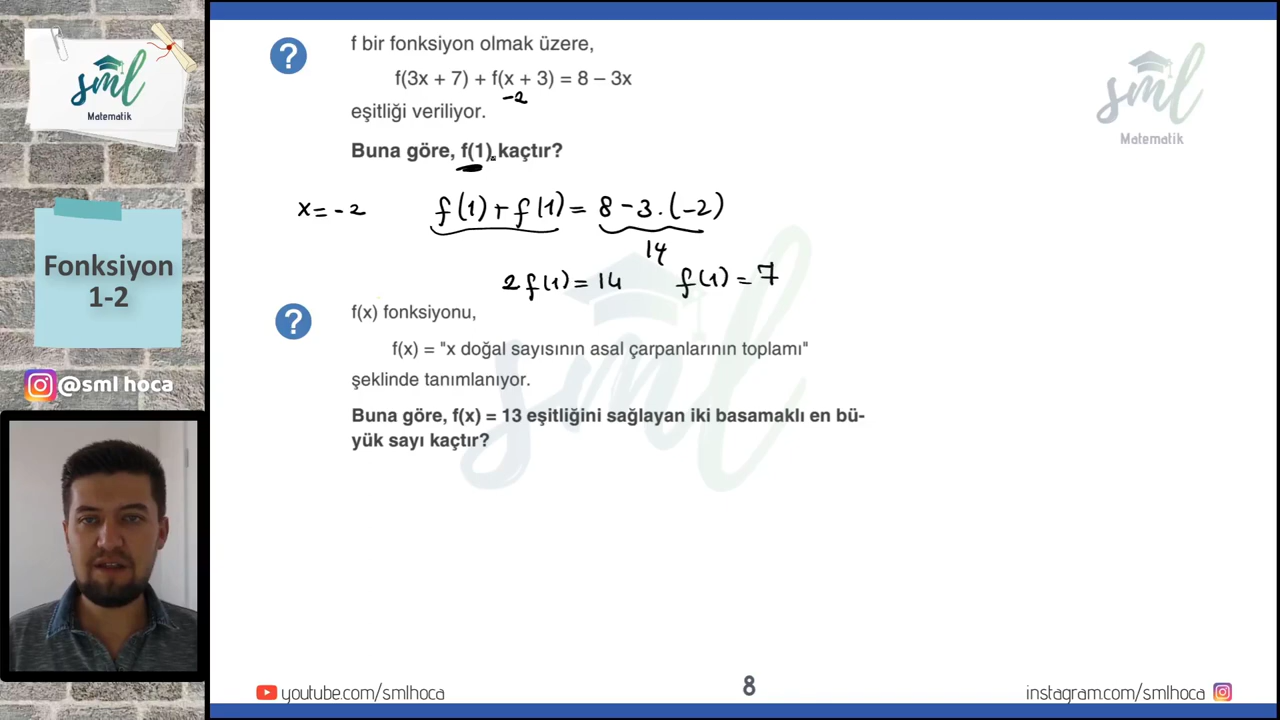 sml
Matematik
Fonksiyon
1-2
@sml hoca
?
f bir fonksiyon olmak üzere,
f(3x + 7) + f(x + 3) = 8 – 3x
-2
eşitliği veriliyor.
Buna göre, f(1) kaçtır?
x = -2 f(1) + f(1) = 8 - 3 . (-2)
14
2 f(1) = 14 f(1) = 7
?
f(x) fonksiyonu,
f(x) = "x doğal sayısının asal çarpanlarının toplamı"
şeklinde tanımlanıyor.
Buna göre, f(x) = 13 eşitliğini sağlayan iki basamaklı en bü-
yük sayı kaçtır?
sml
Matematik
youtube.com/smlhoca
8
instagram.com/smlhoca